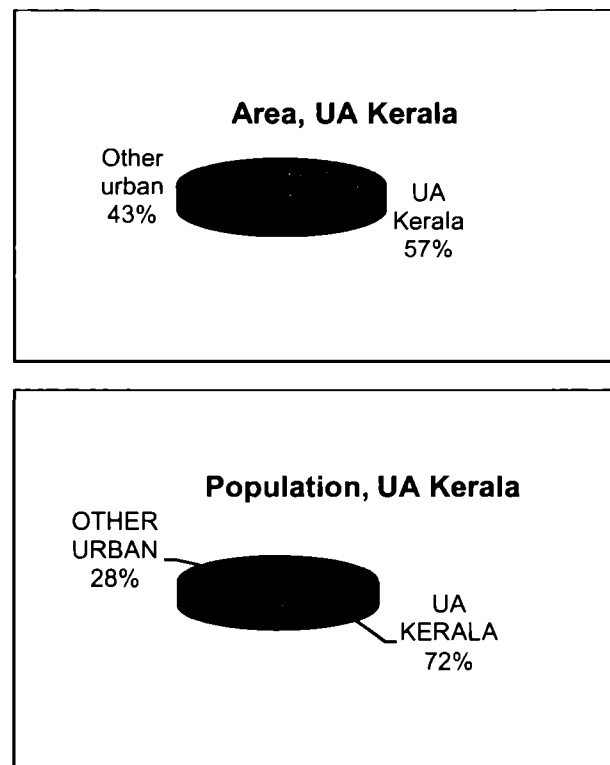 Area, UA Kerala
Other
urban
43%
UA
Kerala
57%
Population, UA Kerala
OTHER
URBAN
28%
UA
KERALA
72%